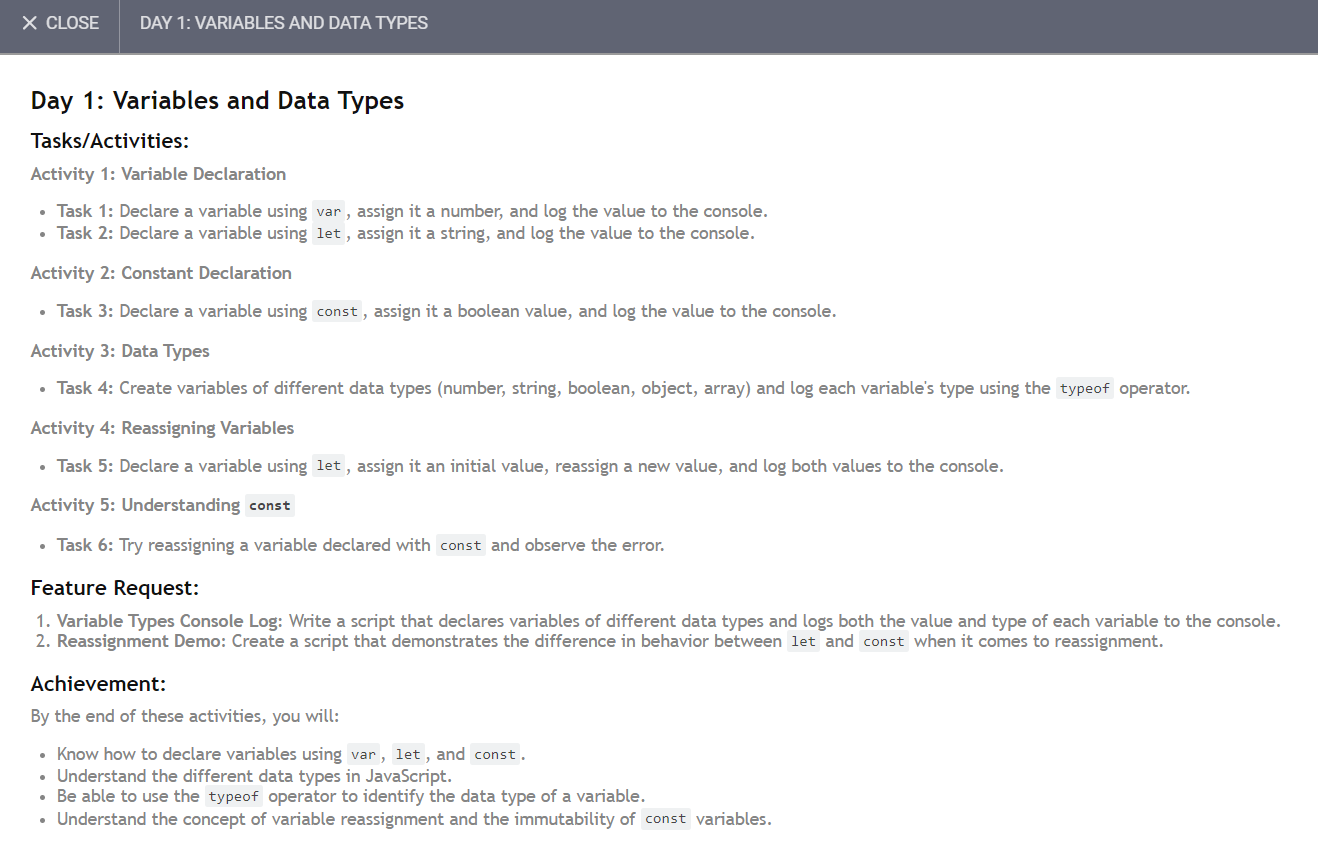 CLOSE
DAY 1: VARIABLES AND DATA TYPES
Day 1: Variables and Data Types
Tasks/Activities:
Activity 1: Variable Declaration
• Task 1: Declare a variable using var, assign it a number, and log the value to the console.
• Task 2: Declare a variable using let, assign it a string, and log the value to the console.
Activity 2: Constant Declaration
• Task 3: Declare a variable using const, assign it a boolean value, and log the value to the console.
Activity 3: Data Types
• Task 4: Create variables of different data types (number, string, boolean, object, array) and log each variable's type using the typeof operator.
Activity 4: Reassigning Variables
• Task 5: Declare a variable using let, assign it an initial value, reassign a new value, and log both values to the console.
Activity 5: Understanding const
• Task 6: Try reassigning a variable declared with const and observe the error.
Feature Request:
1. Variable Types Console Log: Write a script that declares variables of different data types and logs both the value and type of each variable to the console.
2. Reassignment Demo: Create a script that demonstrates the difference in behavior between let and const when it comes to reassignment.
Achievement:
By the end of these activities, you will:
• Know how to declare variables using var, let, and const.
• Understand the different data types in JavaScript.
• Be able to use the typeof operator to identify the data type of a variable.
• Understand the concept of variable reassignment and the immutability of const variables.